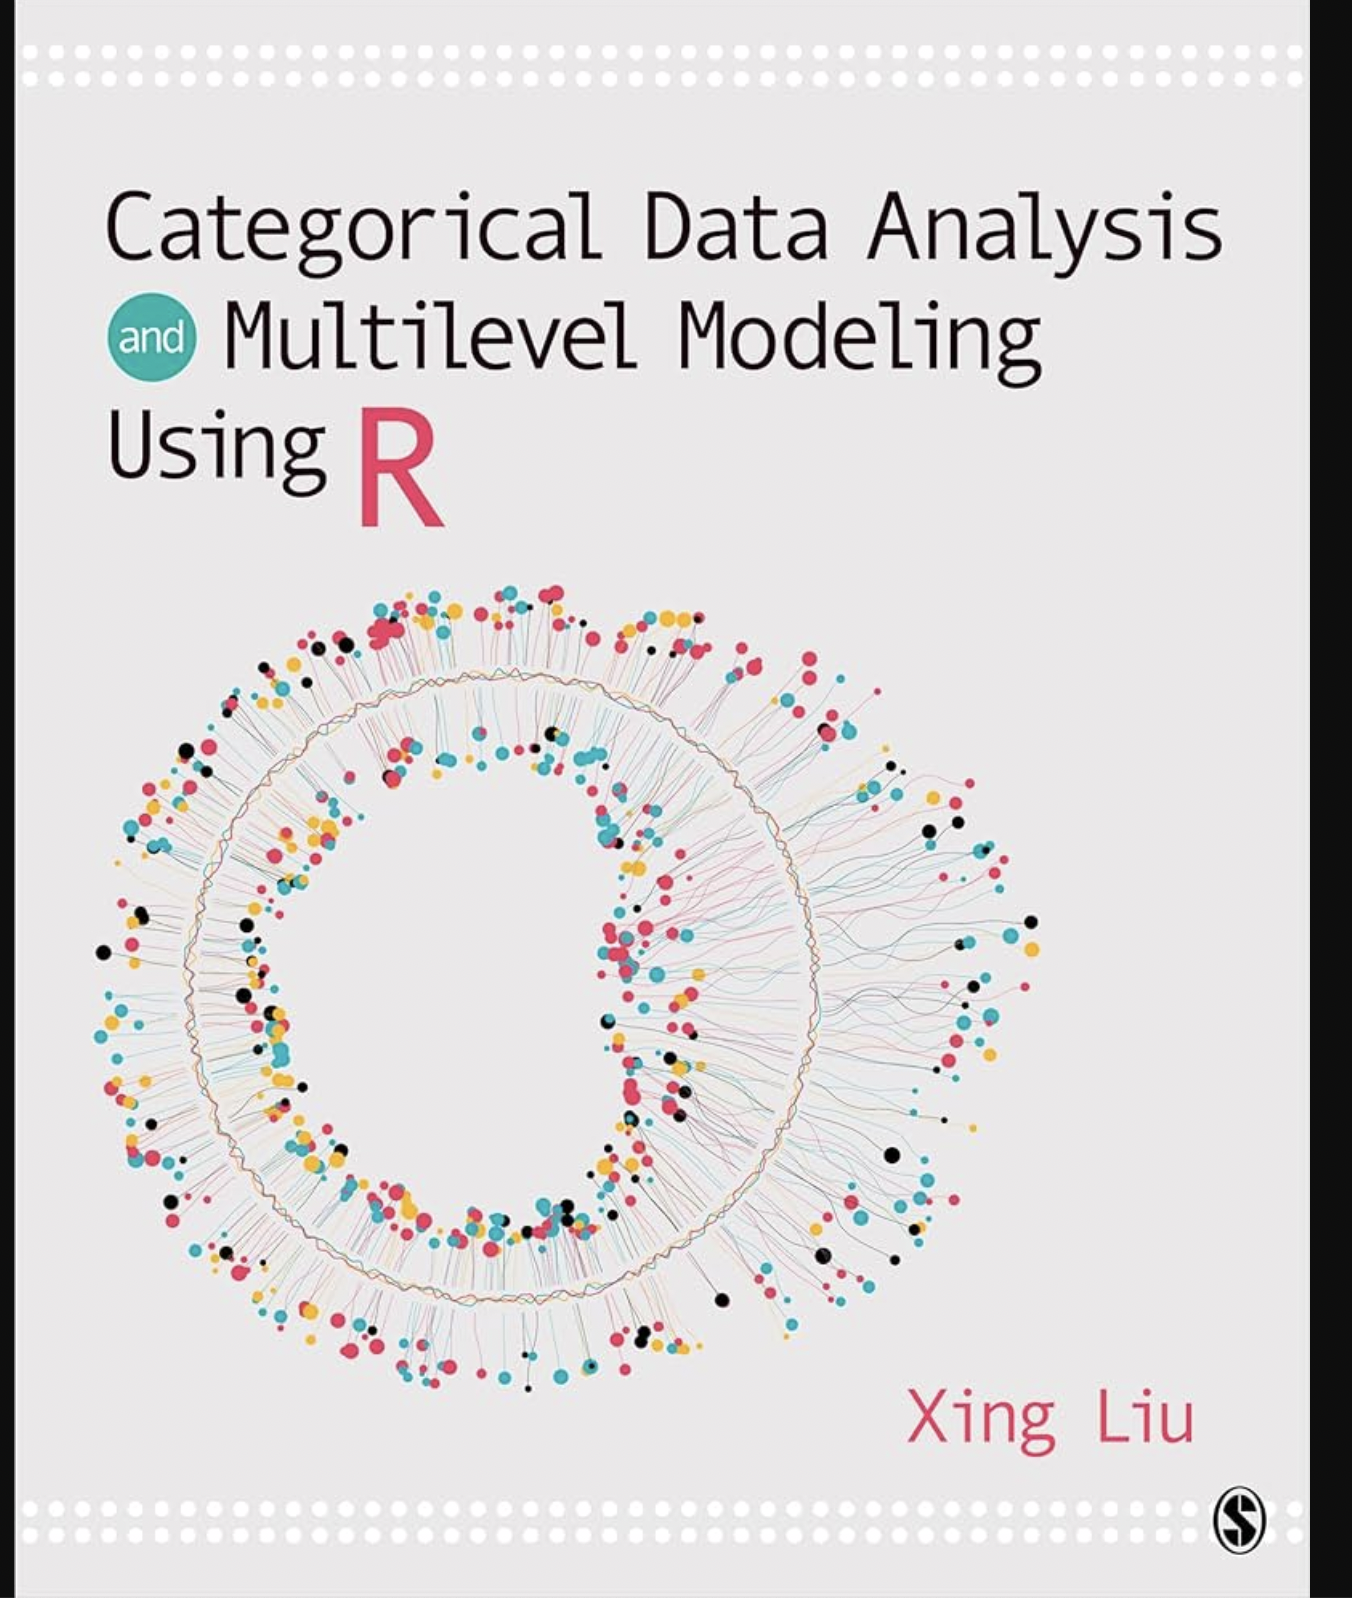 Categorical Data Analysis
and Multilevel Modeling
Using R
Xing Liu
S